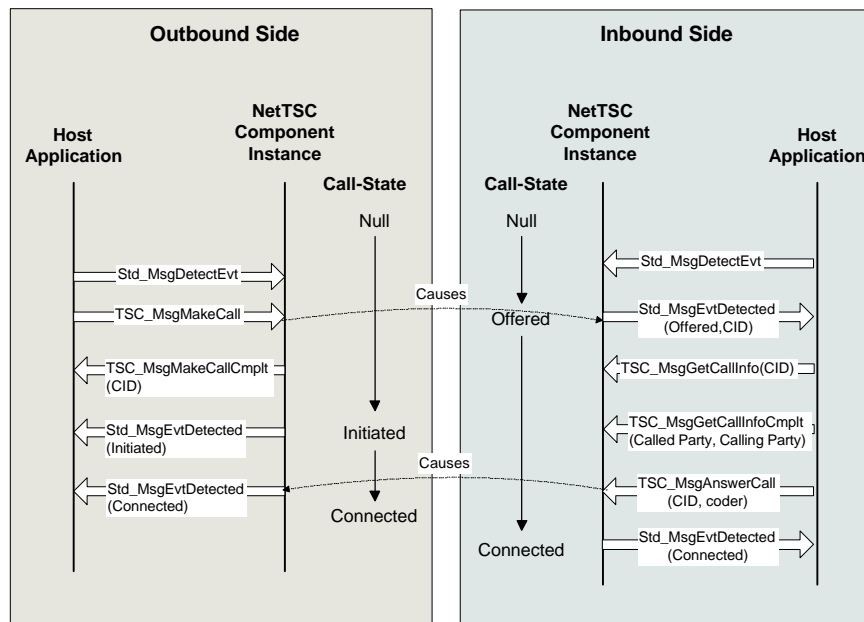 Outbound Side
Inbound Side
Host
Application
NetTSC
Component
Instance
Call-State
Null
Std_MsgDetectEvt
TSC_MsgMakeCall
TSC_MsgMakeCallCmplt
(CID)
Std_MsgEvtDetected
(Initiated)
Initiated
Std_MsgEvtDetected
(Connected)
Connected
Causes
Causes
NetTSC
Component
Instance
Host
Application
Call-State
Null
Std_MsgDetectEvt
Offered
Std_MsgEvtDetected
(Offered,CID)
TSC_MsgGetCallInfo(CID)
TSC_MsgGetCallInfoCmplt
(Called Party, Calling Party)
TSC_MsgAnswerCall
(CID, coder)
Connected
Std_MsgEvtDetected
(Connected)